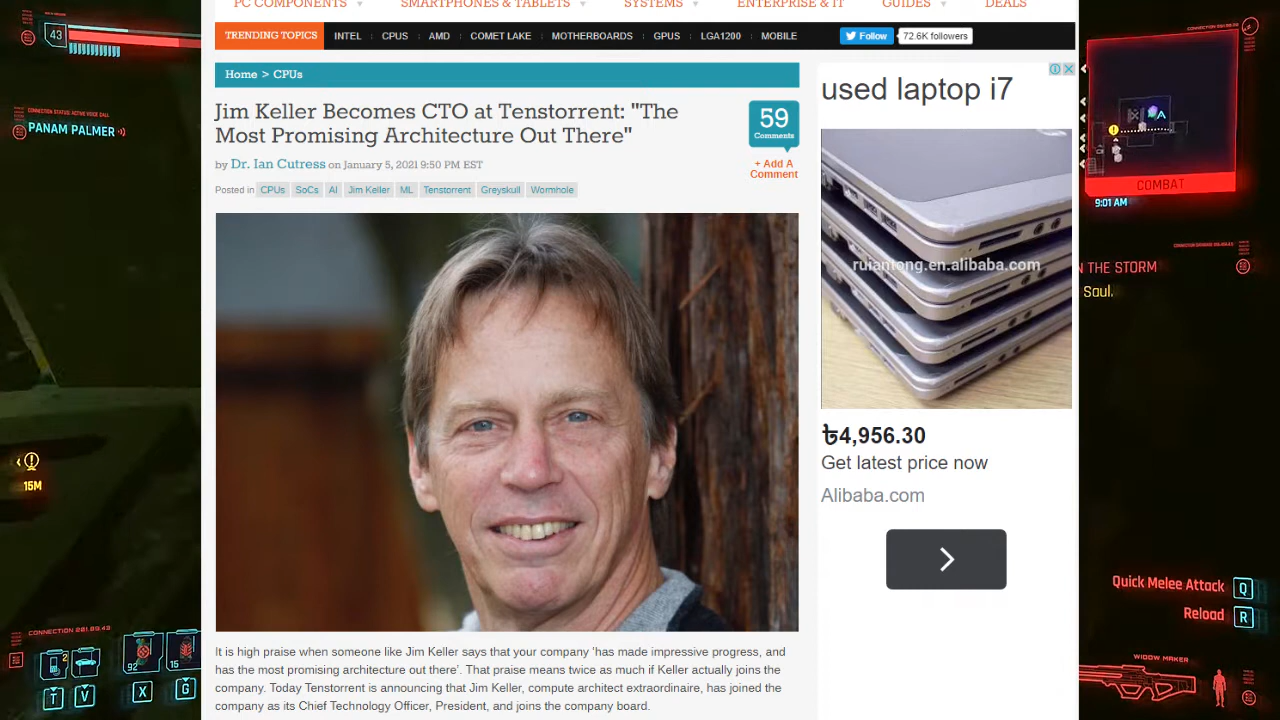 PC COMPONENTS
SMARTPHONES & TABLETS
SYSTEMS
ENTERPRISE & IT
GUIDES
DEALS
TRENDING TOPICS
INTEL
CPUS
AMD
COMET LAKE
MOTHERBOARDS
GPUS
LGA1200
MOBILE
Follow
72.6K followers
Home > CPUs
Jim Keller Becomes CTO at Tenstorrent: "The
Most Promising Architecture Out There"
by Dr. Ian Cutress on January 5, 2021 9:50 PM EST
59
Comments
+ Add A
Comment
Posted in CPUs SoCs AI Jim Keller ML Tenstorrent Greyskull Wormhole
It is high praise when someone like Jim Keller says that your company 'has made impressive progress, and
has the most promising architecture out there'. That praise means twice as much if Keller actually joins the
company. Today Tenstorrent is announcing that Jim Keller, compute architect extraordinaire, has joined the
company as its Chief Technology Officer, President, and joins the company board.
used laptop i7
ruiantong.en.alibaba.com
৳4,956.30
Get latest price now
Alibaba.com
43
CONNECTION STATUS: ACTIVE VOICE CALL
PANAM PALMER
15M
2
92
15
T
V
X
G
A
COMBAT
9:01 AM
N THE STORM
Saul.
Quick Melee Attack
Q
Reload
R
WIDOW MAKER